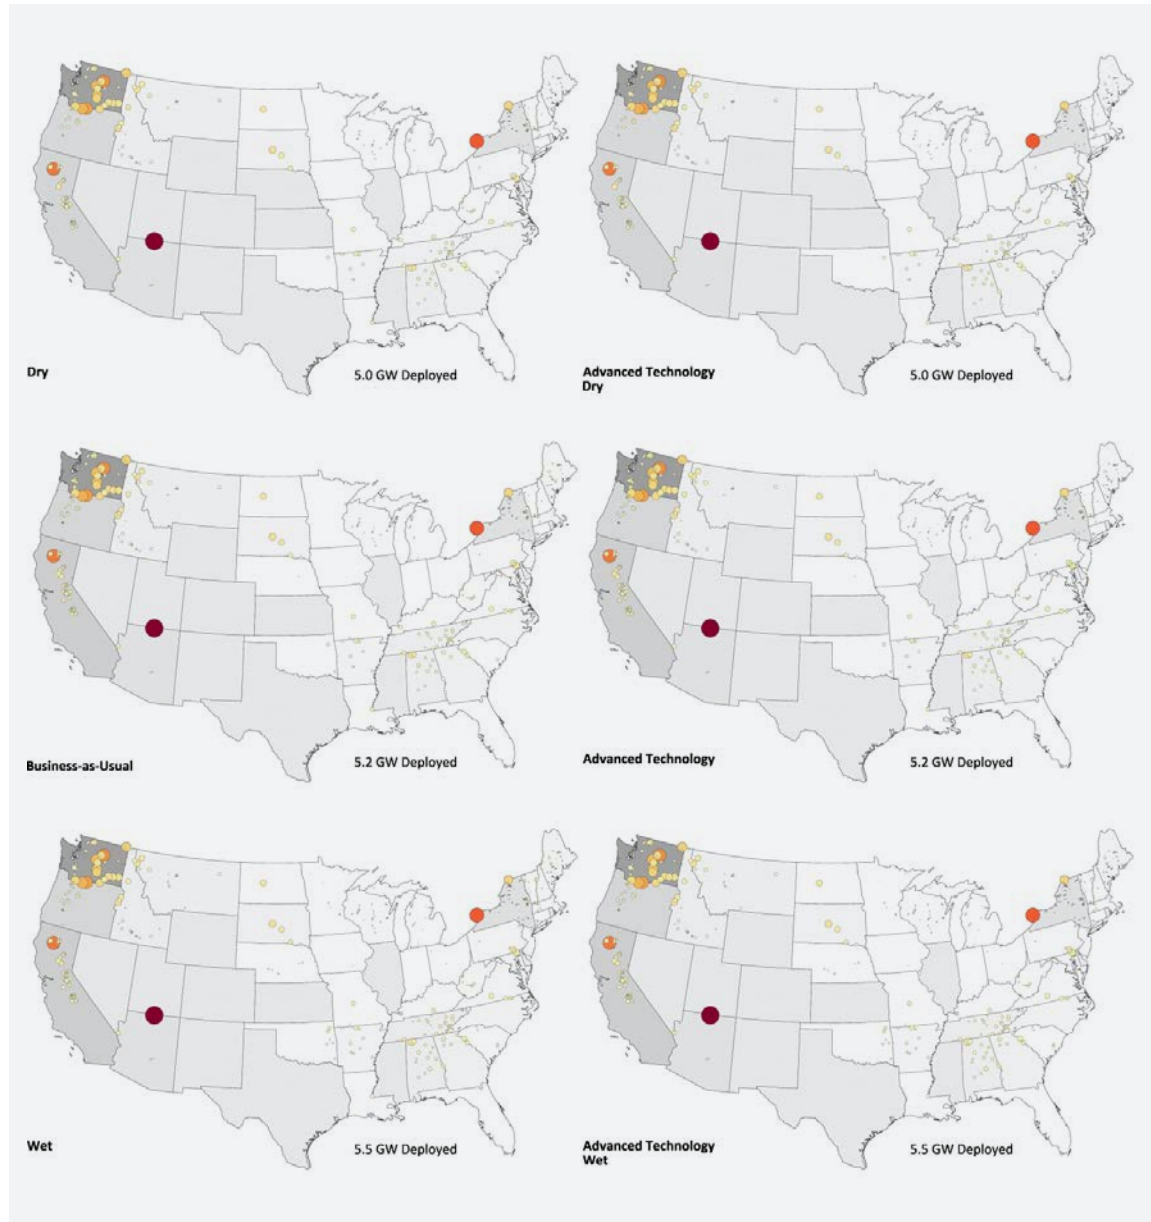 Dry
5.0 GW Deployed
Advanced Technology
Dry
5.0 GW Deployed
Business-as-Usual
5.2 GW Deployed
Advanced Technology
5.2 GW Deployed
Wet
5.5 GW Deployed
Advanced Technology
Wet
5.5 GW Deployed